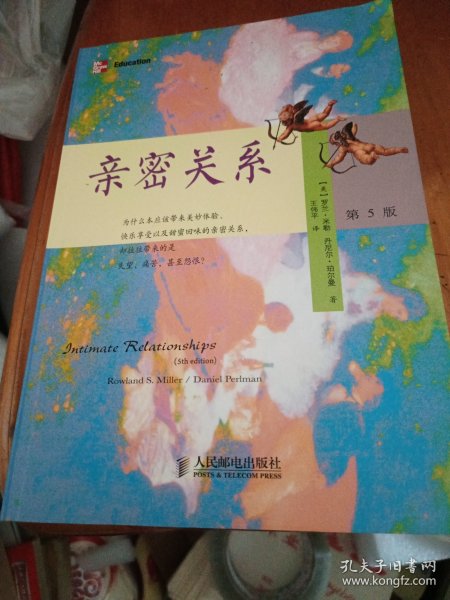 Mc
Graw
Hill
Education
亲密关系
为什么本应该带来美妙体验、
快乐享受以及甜蜜回味的亲密关系，
却往往带来的是
失望、痛苦、甚至怨恨？
[美] 罗兰·米勒 丹尼尔·珀尔曼 著
王伟平 译
第5版
Intimate Relationships
(5th edition)
Rowland S. Miller / Daniel Perlman
人民邮电出版社
POSTS & TELECOM PRESS
孔夫子旧书网
www.kongfz.com